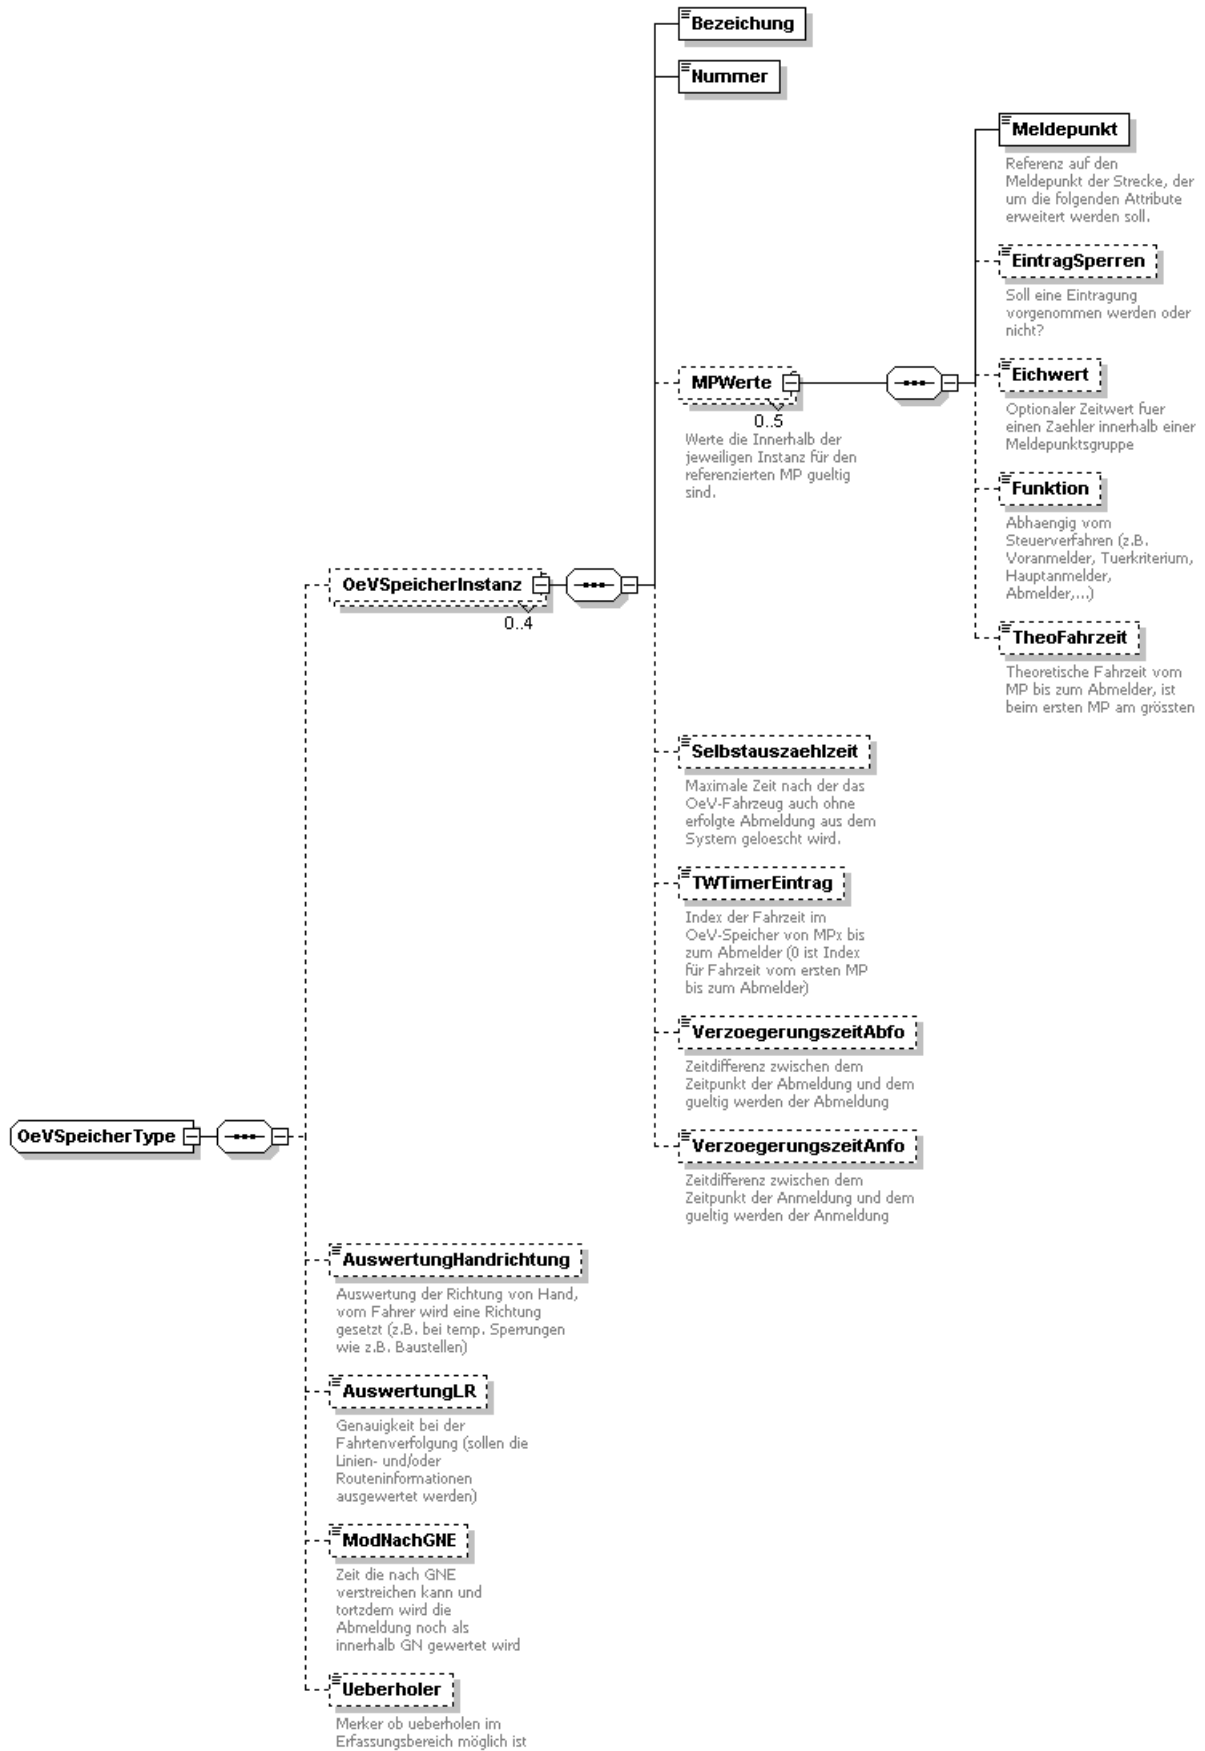 Bezeichung
Nummer
Meldepunkt
Referenz auf den
Meldepunkt der Strecke, der
um die folgenden Attribute
erweitert werden soll.
EintragSperren
Soll eine Eintragung
vorgenommen werden oder
nicht?
MPWerte
0..5
Werte die Innerhalb der
jeweiligen Instanz für den
referenzierten MP gueltig
sind.
Eichwert
Optionaler Zeitwert fuer
einen Zaehler innerhalb einer
Meldepunktsgruppe
Funktion
Abhaengig vom
Steuerverfahren (z.B.
Voranmelder, Tuerkriterium,
Hauptanmelder,
Abmelder,...)
TheoFahrzeit
Theoretische Fahrzeit vom
MP bis zum Abmelder, ist
beim ersten MP am grössten
OeVSpeicherInstanz
0..4
Selbstauszaehlzeit
Maximale Zeit nach der das
OeV-Fahrzeug auch ohne
erfolgte Abmeldung aus dem
System geloescht wird.
TWTimerEintrag
Index der Fahrzeit im
OeV-Speicher von MPx bis
zum Abmelder (0 ist Index
für Fahrzeit vom ersten MP
bis zum Abmelder)
VerzoegerungszeitAbfo
Zeitdifferenz zwischen dem
Zeitpunkt der Abmeldung und dem
gueltig werden der Abmeldung
VerzoegerungszeitAnfo
Zeitdifferenz zwischen dem
Zeitpunkt der Anmeldung und dem
gueltig werden der Anmeldung
OeVSpeicherType
AuswertungHandrichtung
Auswertung der Richtung von Hand,
vom Fahrer wird eine Richtung
gesetzt (z.B. bei temp. Sperrungen
wie z.B. Baustellen)
AuswertungLR
Genauigkeit bei der
Fahrtenverfolgung (sollen die
Linien- und/oder
Routeninformationen
ausgewertet werden)
ModNachGNE
Zeit die nach GNE
verstreichen kann und
tortzdem wird die
Abmeldung noch als
innerhalb GN gewertet wird
Ueberholer
Merker ob ueberholen im
Erfassungsbereich möglich ist